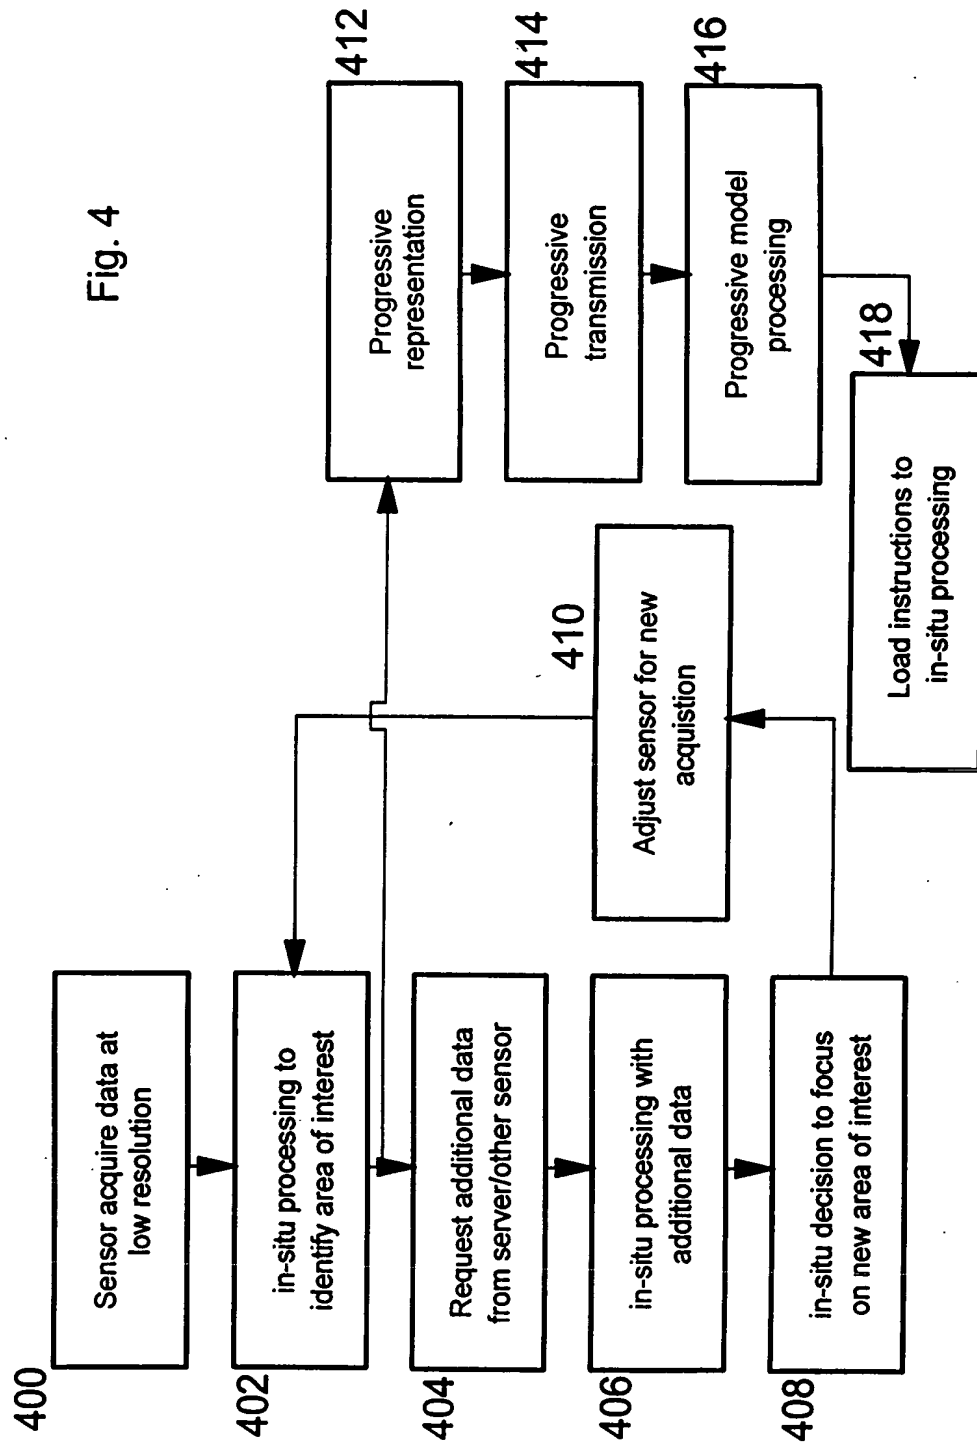 Fig. 4
400
Sensor acquire data at
low resolution
402
in-situ processing to
identify area of interest
404
Request additional data
from server/other sensor
406
in-situ processing with
additional data
408
in-situ decision to focus
on new area of interest
410
Adjust sensor for new
acquistion
412
Progressive
representation
414
Progressive
transmission
416
Progressive model
processing
418
Load instructions to
in-situ processing